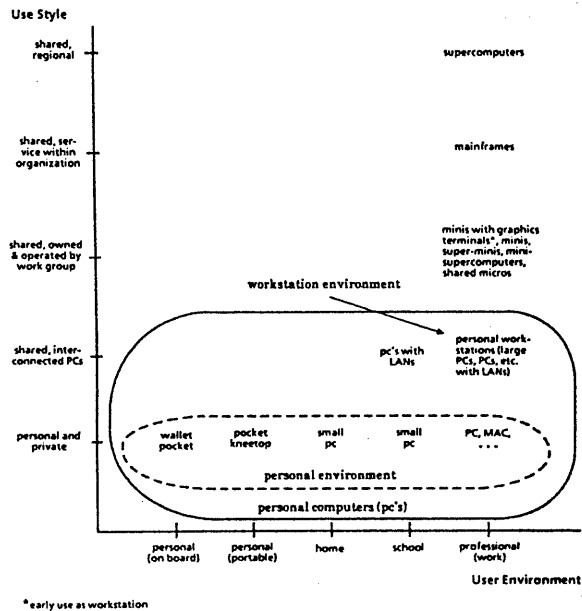 Use Style
shared,
regional
supercomputers
shared, ser-
vice within
organization
mainframes
shared, owned
& operated by
work group
minis with graphics
terminals*, minis,
super-minis, mini-
supercomputers,
shared micros
workstation environment
shared, inter-
connected PCs
pc's with
LANs
personal work-
stations (large
PCs, PCs, etc.
with LANs)
personal and
private
wallet
pocket
pocket
kneetop
small
pc
small
pc
PC, MAC,
...
personal environment
personal computers (pc's)
personal
(on board)
personal
(portable)
home
school
professional
(work)
User Environment
*early use as workstation